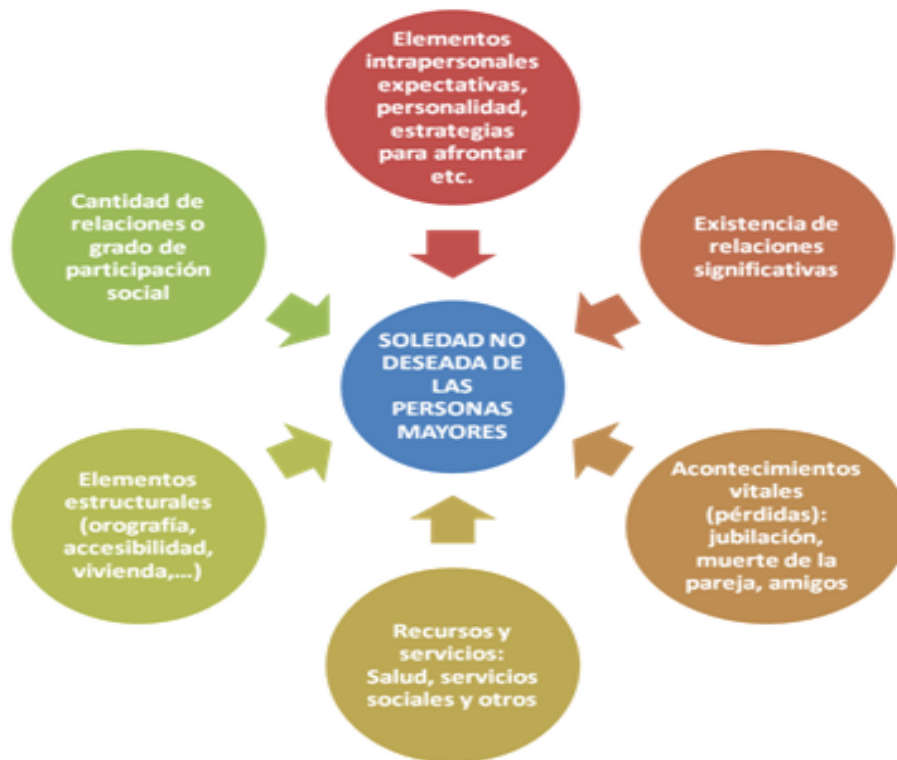 Elementos
intrapersonales
expectativas,
personalidad,
estrategias
para afrontar
etc.
Existencia de
relaciones
significativas
Acontecimientos
vitales
(pérdidas):
jubilación,
muerte de la
pareja, amigos
Recursos y
servicios:
Salud, servicios
sociales y otros
Elementos
estructurales
(orografía,
accesibilidad,
vivienda,...)
Cantidad de
relaciones o
grado de
participación
social
SOLEDAD NO
DESEADA DE
LAS
PERSONAS
MAYORES